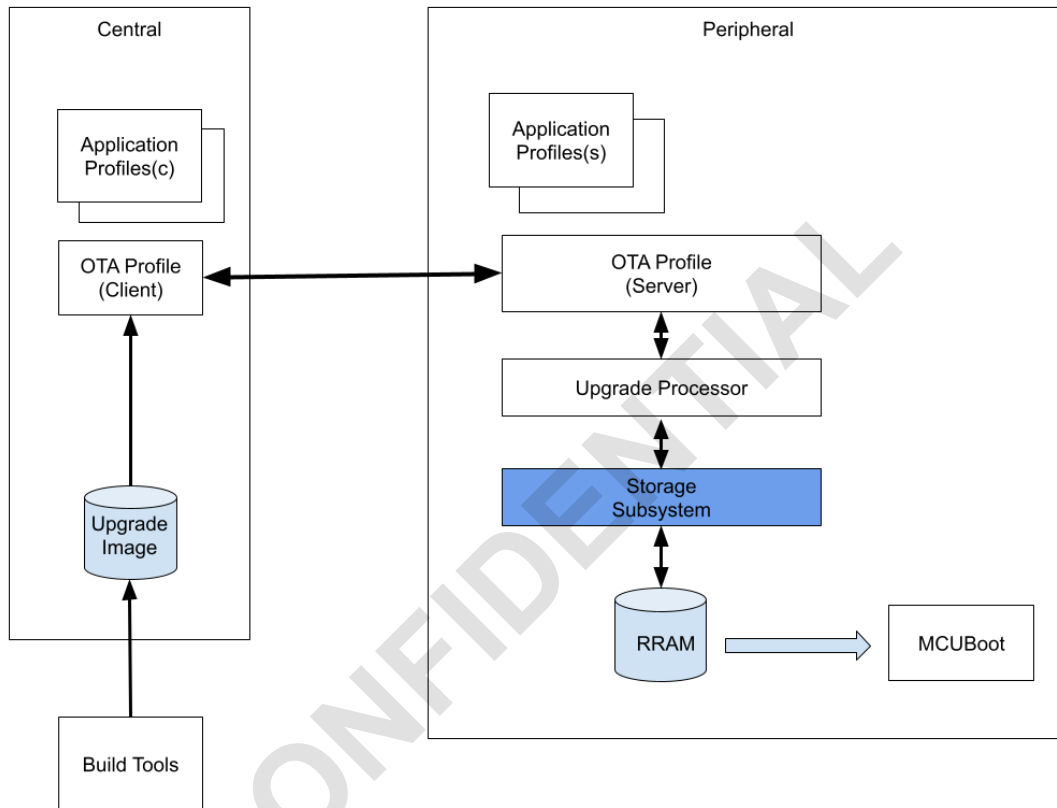 Central
Application
Profiles(c)
OTA Profile
(Client)
Upgrade
Image
Build Tools
Peripheral
Application
Profiles(s)
OTA Profile
(Server)
Upgrade Processor
Storage
Subsystem
RRAM
MCUBoot
ONFIDENTIAL